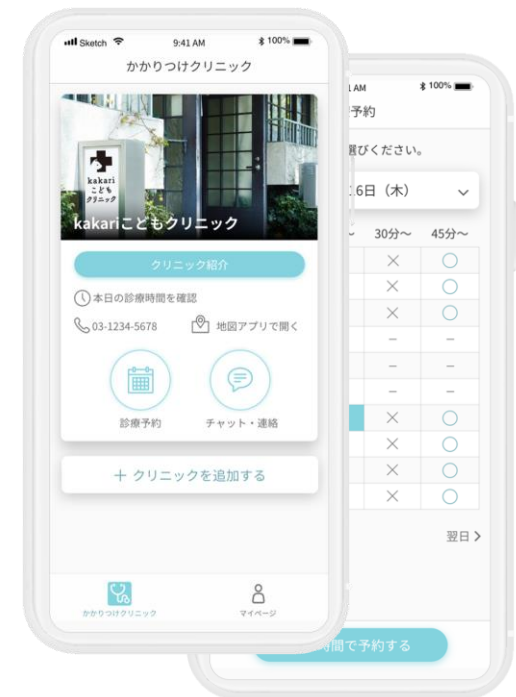 Sketch 9:41 AM 100%
かかりつけクリニック
kakari
こども
クリニック
kakariこどもクリニック
クリニック紹介
本日の診療時間を確認
03-1234-5678 地図アプリで開く
診療予約 チャット・連絡
＋ クリニックを追加する
かかりつけクリニック マイページ
AM 100%
予約
選びください。
6日（木）
30分〜 45分〜
× ○
× ○
× ○
− −
− −
− −
× ○
× ○
× ○
× ○
翌日 >
時間で予約する